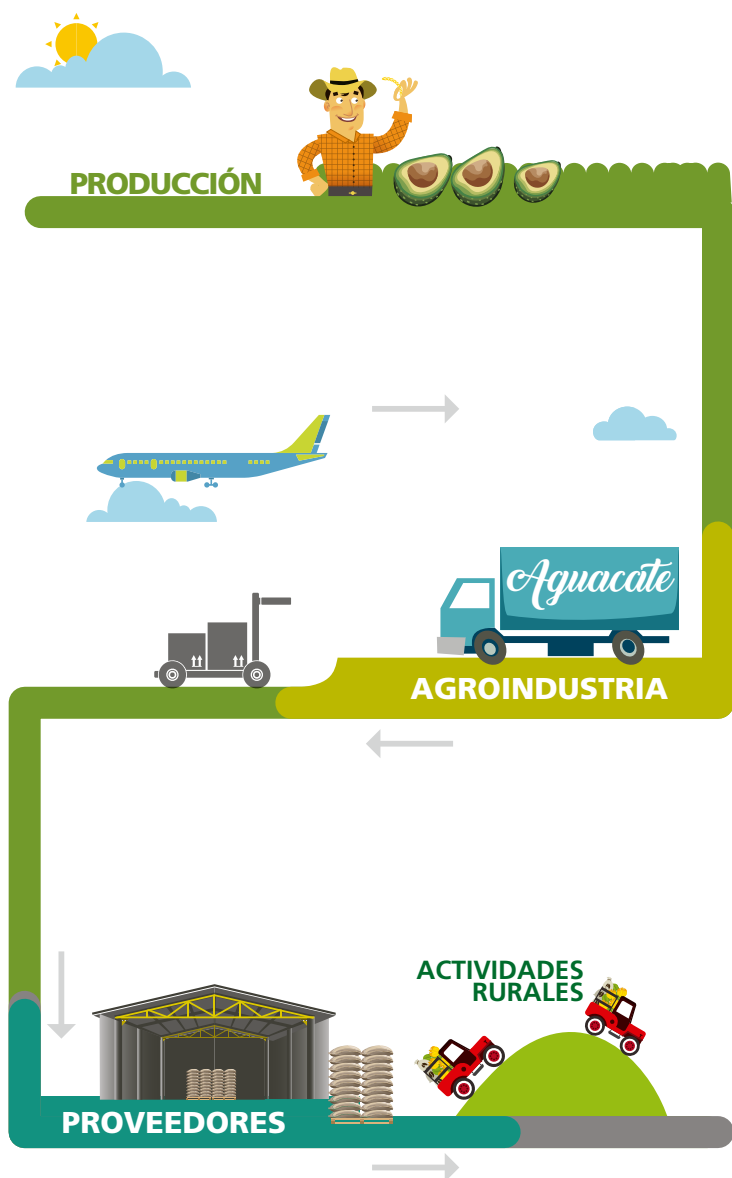 PRODUCCIÓN
Aguacate
AGROINDUSTRIA
ACTIVIDADES
RURALES
PROVEEDORES